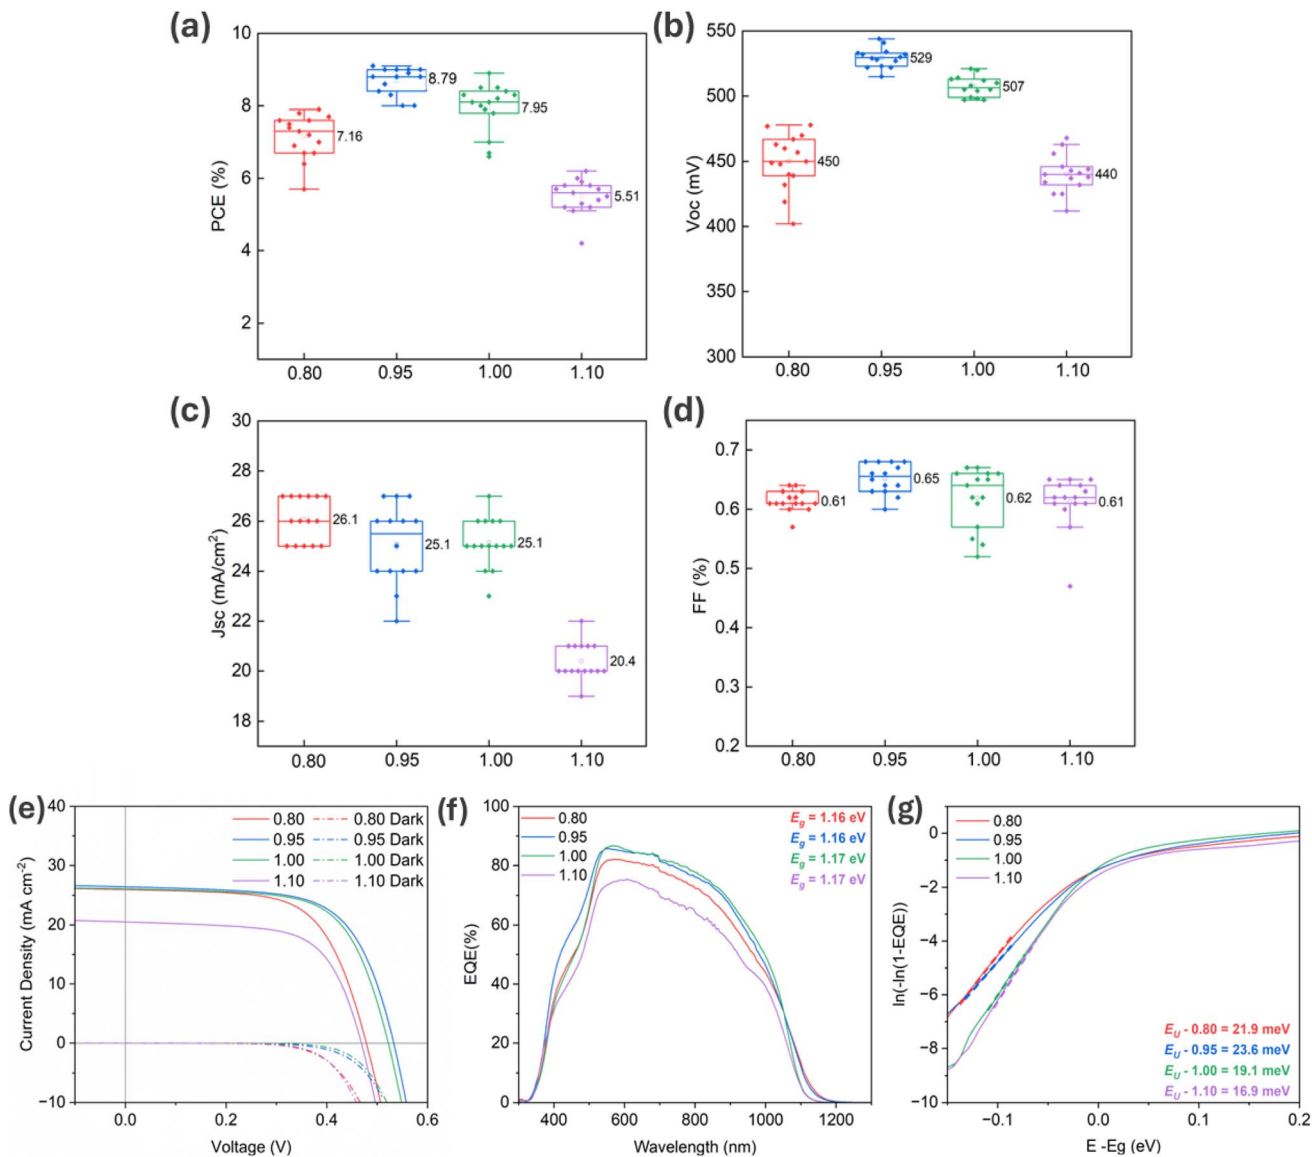 (a)
10
8
6
4
2
PCE (%)
7.16
8.79
7.95
5.51
0.80 0.95 1.00 1.10
(b)
550
500
450
400
350
300
Voc (mV)
450
529
507
440
0.80 0.95 1.00 1.10
(c)
30
28
26
24
22
20
18
Jsc (mA/cm²)
26.1
25.1
25.1
20.4
0.80 0.95 1.00 1.10
(d)
0.7
0.6
0.5
0.4
0.3
0.2
FF (%)
0.61
0.65
0.62
0.61
0.80 0.95 1.00 1.10
(e)
40
30
20
10
0
−10
Current Density (mA cm⁻²)
0.80 0.80 Dark
0.95 0.95 Dark
1.00 1.00 Dark
1.10 1.10 Dark
0.0 0.2 0.4 0.6
Voltage (V)
(f)
100
80
60
40
20
0
EQE(%)
0.80
0.95
1.00
1.10
Eg = 1.16 eV
Eg = 1.16 eV
Eg = 1.17 eV
Eg = 1.17 eV
400 600 800 1000 1200
Wavelength (nm)
(g)
0
−2
−4
−6
−8
−10
ln(-ln(1-EQE))
0.80
0.95
1.00
1.10
EU - 0.80 = 21.9 meV
EU - 0.95 = 23.6 meV
EU - 1.00 = 19.1 meV
EU - 1.10 = 16.9 meV
−0.1 0.0 0.1 0.2
E -Eg (eV)